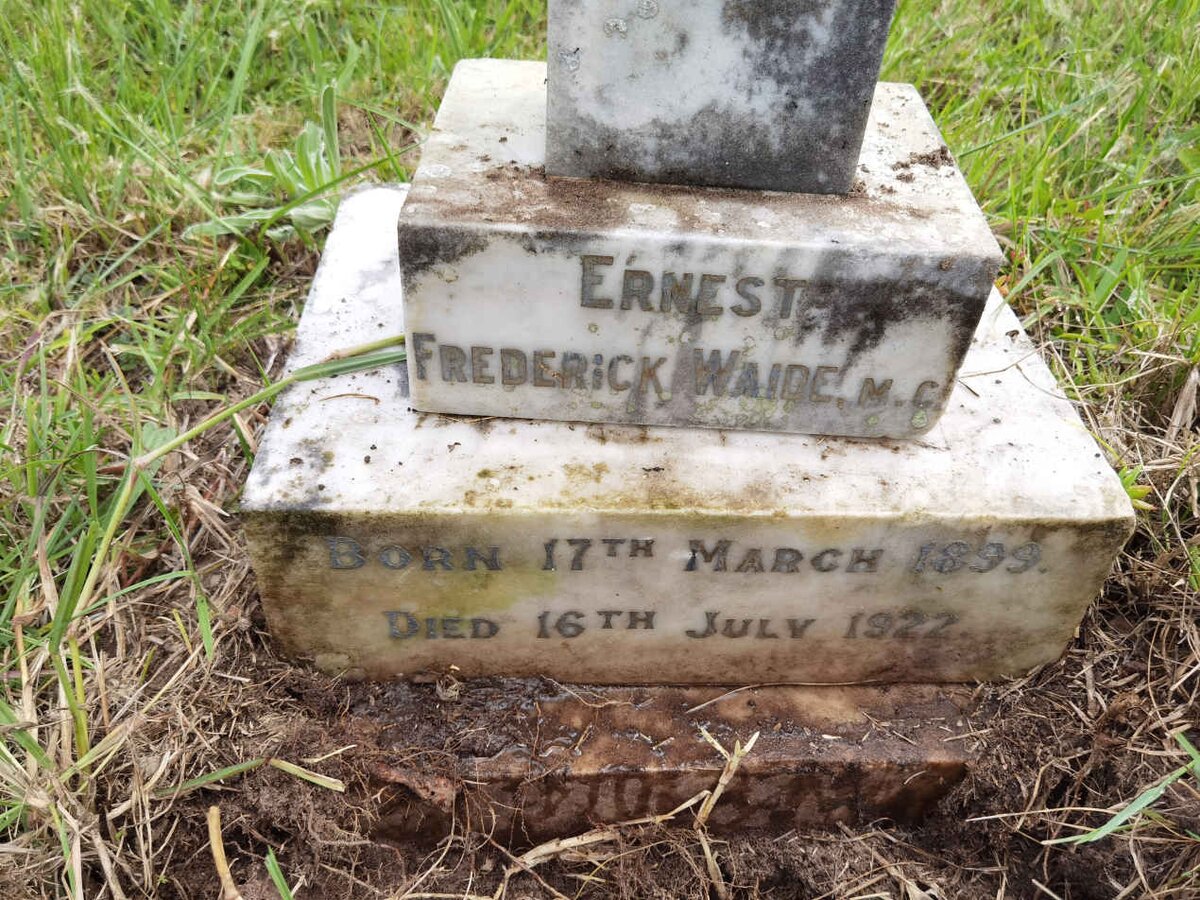 ERNEST
FREDERiCK WAIDE, M.C.
BORN 17TH MARCH 1899.
DIED 16TH JULY 1922.